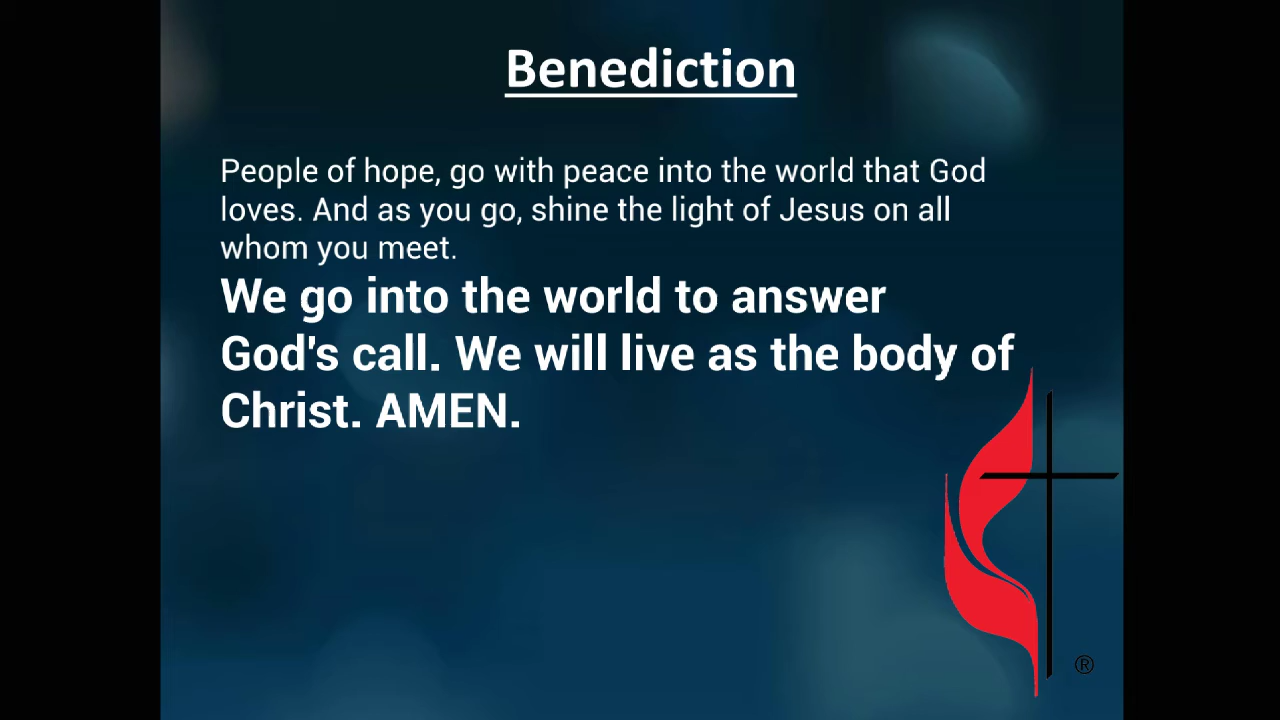 Benediction
People of hope, go with peace into the world that God
loves. And as you go, shine the light of Jesus on all
whom you meet.
We go into the world to answer
God's call. We will live as the body of
Christ. AMEN.
®